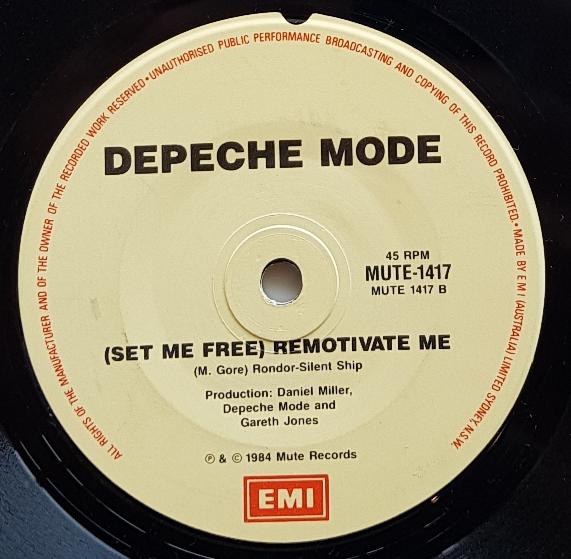 ALL RIGHTS OF THE MANUFACTURER AND OF THE OWNER OF THE RECORDED WORK RESERVED • UNAUTHORISED PUBLIC PERFORMANCE BROADCASTING AND COPYING OF THIS RECORD PROHIBITED • MADE BY E M I (AUSTRALIA) LIMITED SYDNEY, N.S.W.
DEPECHE MODE
45 RPM
MUTE-1417
MUTE 1417 B
(SET ME FREE) REMOTIVATE ME
(M. Gore) Rondor-Silent Ship
Production: Daniel Miller,
Depeche Mode and
Gareth Jones
℗ & © 1984 Mute Records
EMI